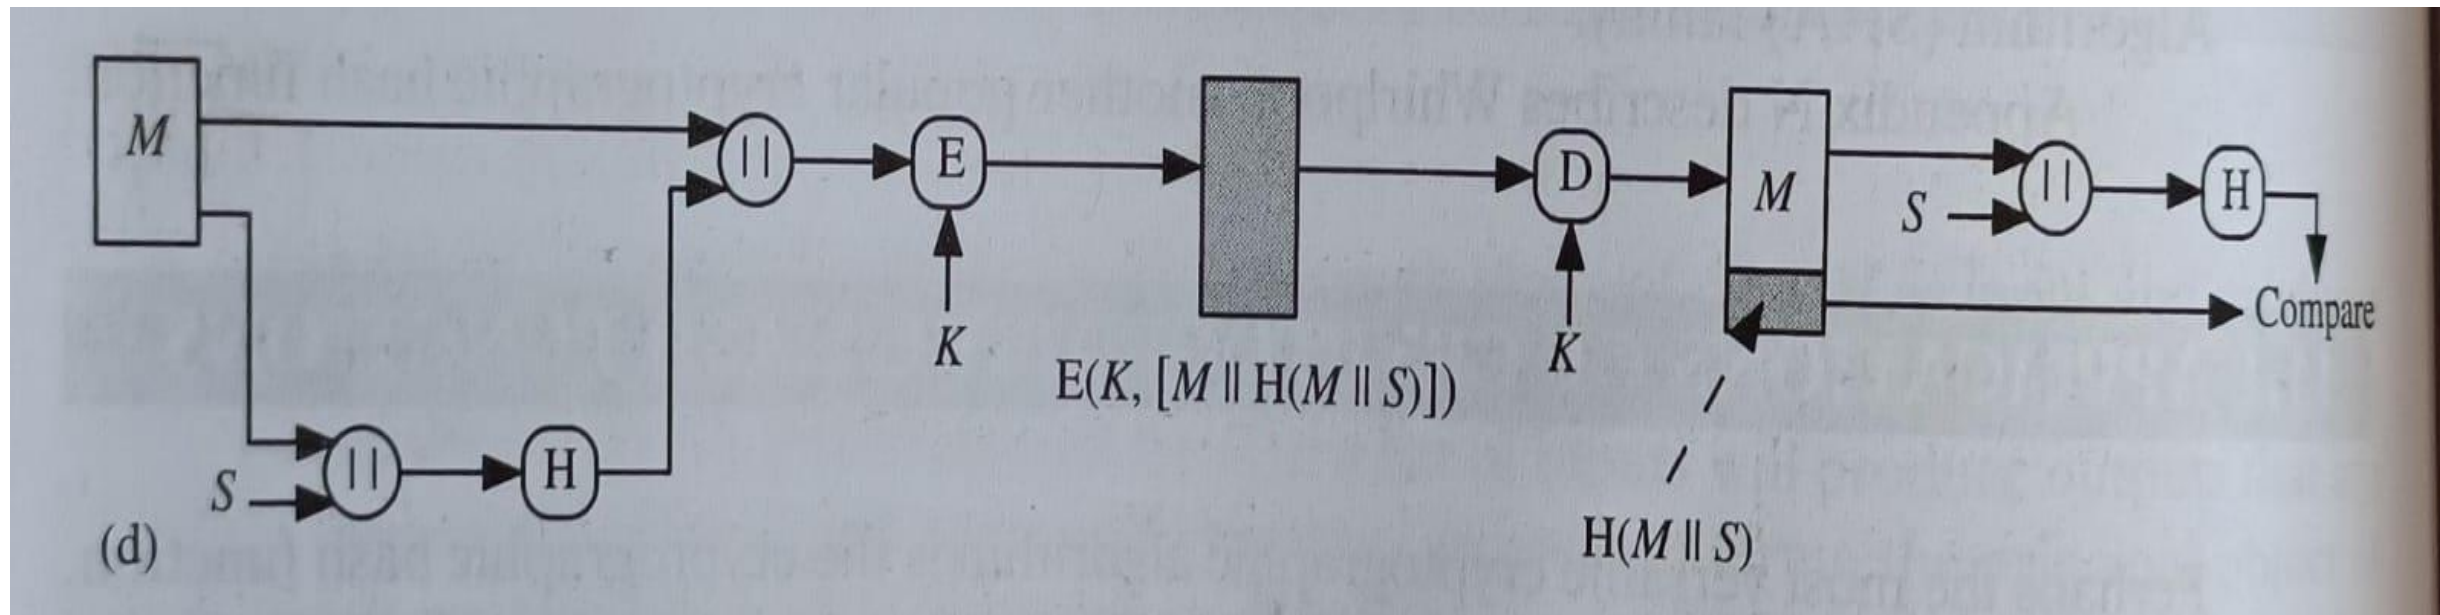 M
||
E
K
E(K, [M || H(M || S)])
D
K
M
S
||
H
Compare
S
||
H
H(M || S)
(d)